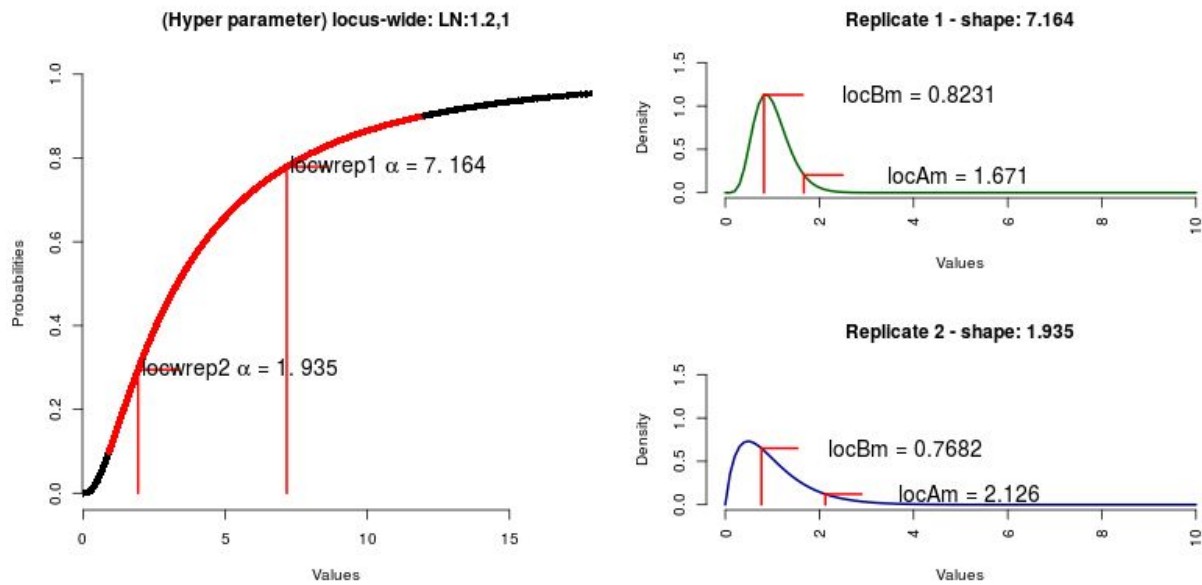 (Hyper parameter) locus-wide: LN:1.2,1
Probabilities
1.0
0.8
0.6
0.4
0.2
0.0
locwrep1 α = 7. 164
locwrep2 α = 1. 935
0 5 10 15
Values
Replicate 1 - shape: 7.164
Density
1.5
1.0
0.5
0.0
locBm = 0.8231
locAm = 1.671
0 2 4 6 8 10
Values
Replicate 2 - shape: 1.935
Density
1.5
1.0
0.5
0.0
locBm = 0.7682
locAm = 2.126
0 2 4 6 8 10
Values